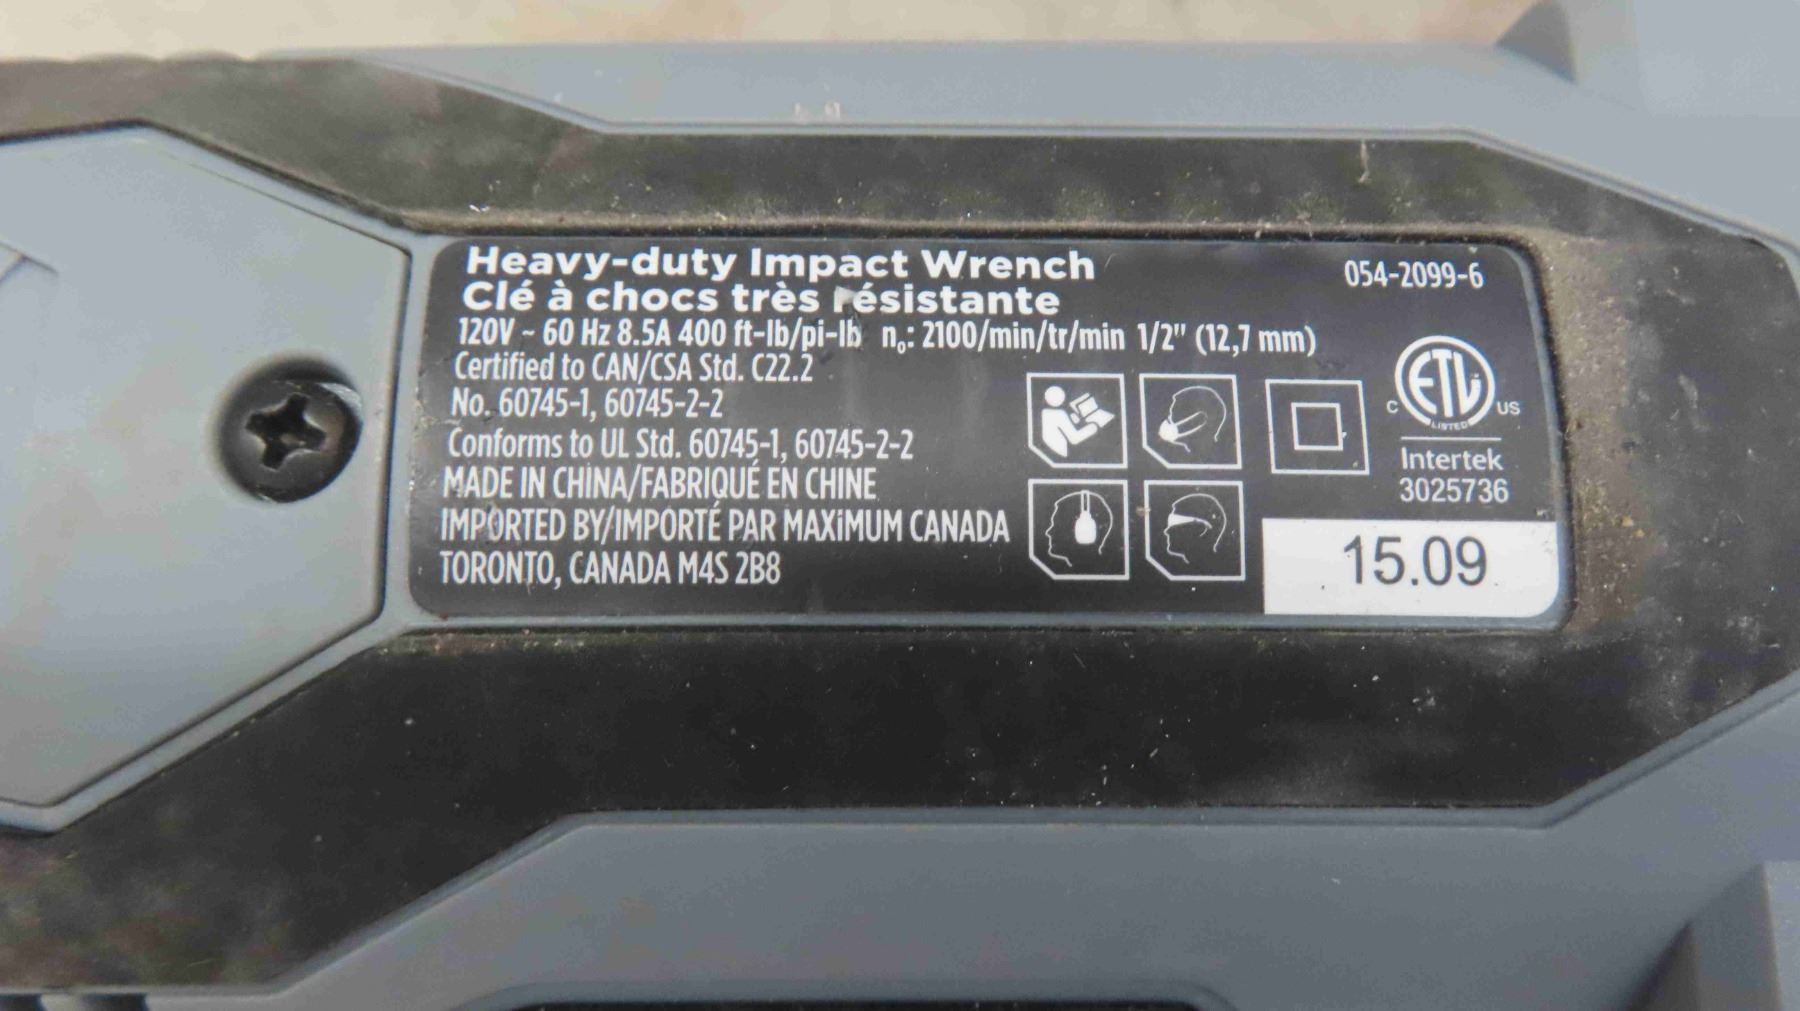 Heavy-duty Impact Wrench
054-2099-6
Clé à chocs très résistante
120V ~ 60 Hz 8.5A 400 ft-lb/pi-lb n₀: 2100/min/tr/min 1/2" (12,7 mm)
Certified to CAN/CSA Std. C22.2
No. 60745-1, 60745-2-2
Conforms to UL Std. 60745-1, 60745-2-2
MADE IN CHINA/FABRIQUÉ EN CHINE
IMPORTED BY/IMPORTÉ PAR MAXiMUM CANADA
TORONTO, CANADA M4S 2B8
ETL
C US
LISTED
Intertek
3025736
15.09